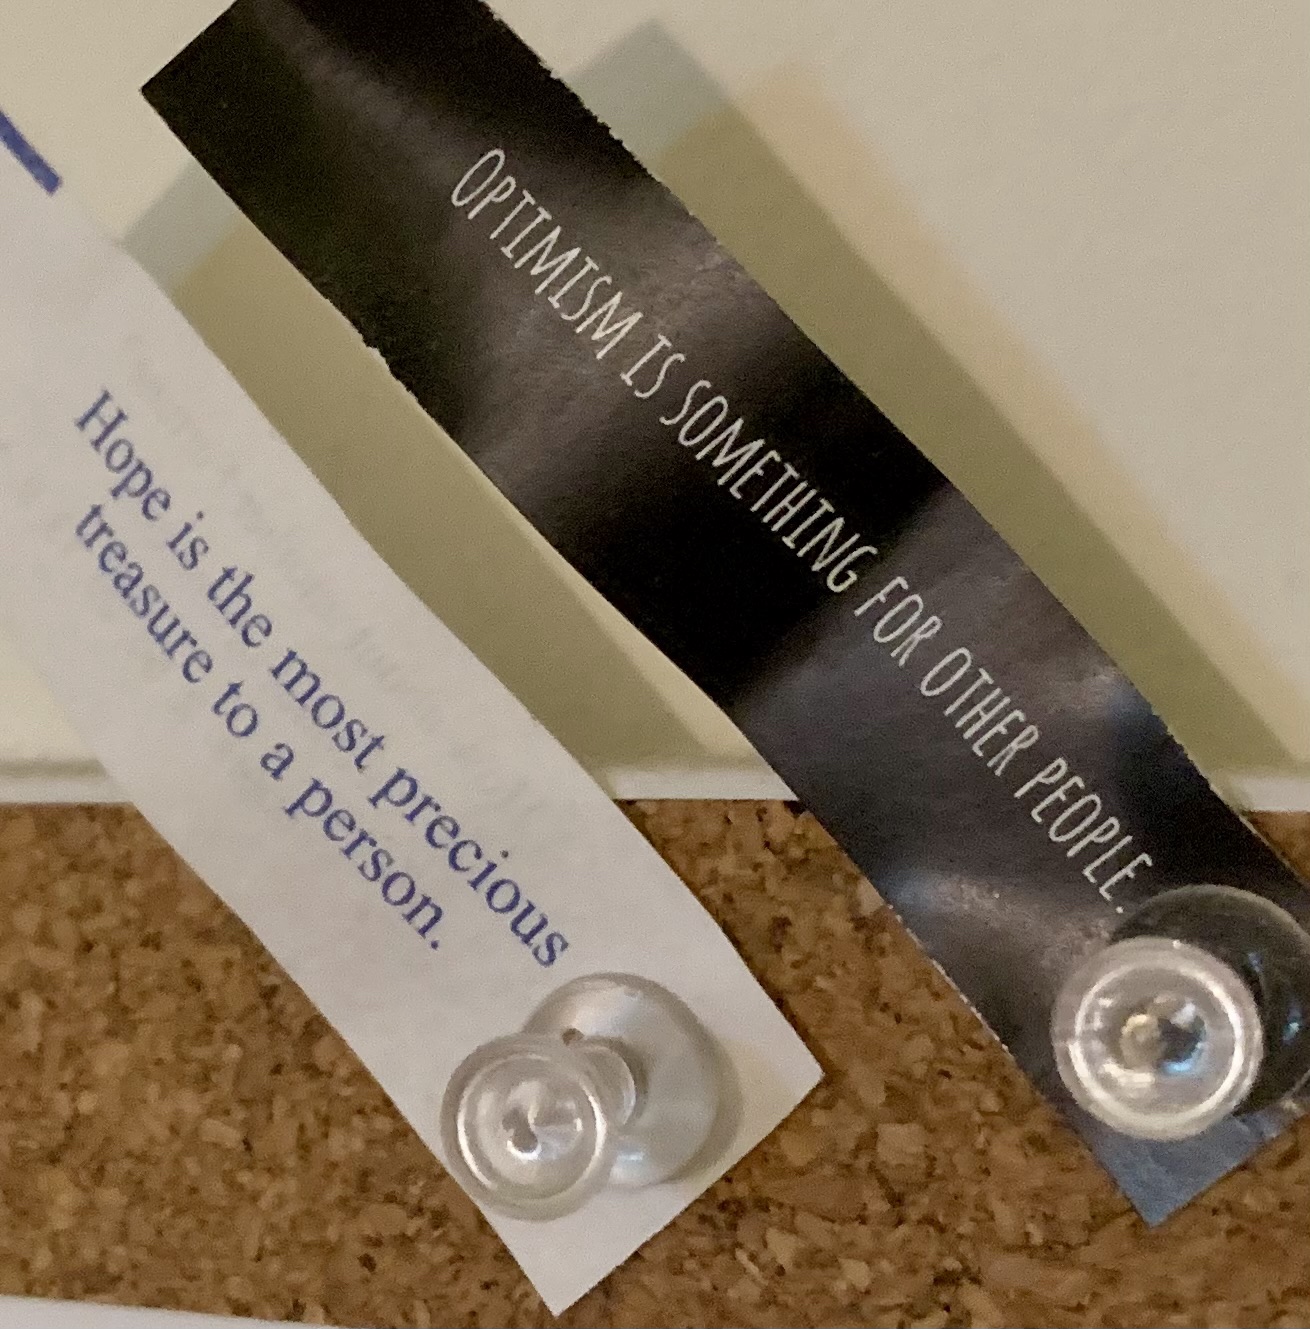 Hope is the most precious
treasure to a person.
OPTIMISM IS SOMETHING FOR OTHER PEOPLE.